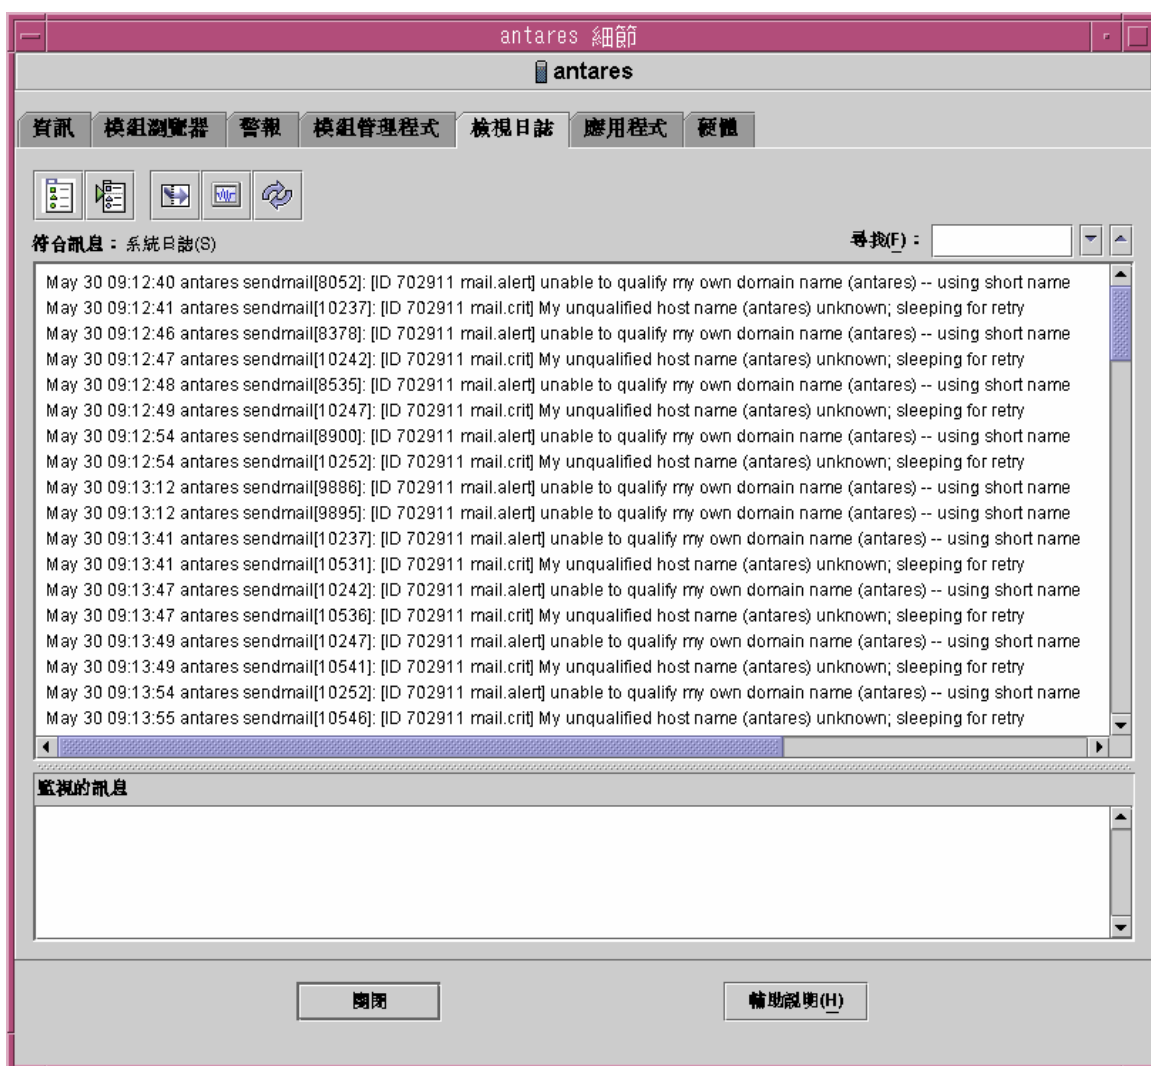 antares 細節
antares
資訊 模組瀏覽器 警報 模組管理程式 檢視日誌 應用程式 硬體
符合訊息：系統日誌(S) 尋找(F)：
May 30 09:12:40 antares sendmail[8052]: [ID 702911 mail.alert] unable to qualify my own domain name (antares) -- using short name
May 30 09:12:41 antares sendmail[10237]: [ID 702911 mail.crit] My unqualified host name (antares) unknown; sleeping for retry
May 30 09:12:46 antares sendmail[8378]: [ID 702911 mail.alert] unable to qualify my own domain name (antares) -- using short name
May 30 09:12:47 antares sendmail[10242]: [ID 702911 mail.crit] My unqualified host name (antares) unknown; sleeping for retry
May 30 09:12:48 antares sendmail[8535]: [ID 702911 mail.alert] unable to qualify my own domain name (antares) -- using short name
May 30 09:12:49 antares sendmail[10247]: [ID 702911 mail.crit] My unqualified host name (antares) unknown; sleeping for retry
May 30 09:12:54 antares sendmail[8900]: [ID 702911 mail.alert] unable to qualify my own domain name (antares) -- using short name
May 30 09:12:54 antares sendmail[10252]: [ID 702911 mail.crit] My unqualified host name (antares) unknown; sleeping for retry
May 30 09:13:12 antares sendmail[9886]: [ID 702911 mail.alert] unable to qualify my own domain name (antares) -- using short name
May 30 09:13:12 antares sendmail[9895]: [ID 702911 mail.alert] unable to qualify my own domain name (antares) -- using short name
May 30 09:13:41 antares sendmail[10237]: [ID 702911 mail.alert] unable to qualify my own domain name (antares) -- using short name
May 30 09:13:41 antares sendmail[10531]: [ID 702911 mail.crit] My unqualified host name (antares) unknown; sleeping for retry
May 30 09:13:47 antares sendmail[10242]: [ID 702911 mail.alert] unable to qualify my own domain name (antares) -- using short name
May 30 09:13:47 antares sendmail[10536]: [ID 702911 mail.crit] My unqualified host name (antares) unknown; sleeping for retry
May 30 09:13:49 antares sendmail[10247]: [ID 702911 mail.alert] unable to qualify my own domain name (antares) -- using short name
May 30 09:13:49 antares sendmail[10541]: [ID 702911 mail.crit] My unqualified host name (antares) unknown; sleeping for retry
May 30 09:13:54 antares sendmail[10252]: [ID 702911 mail.alert] unable to qualify my own domain name (antares) -- using short name
May 30 09:13:55 antares sendmail[10546]: [ID 702911 mail.crit] My unqualified host name (antares) unknown; sleeping for retry
監視的訊息
關閉 輔助說明(H)